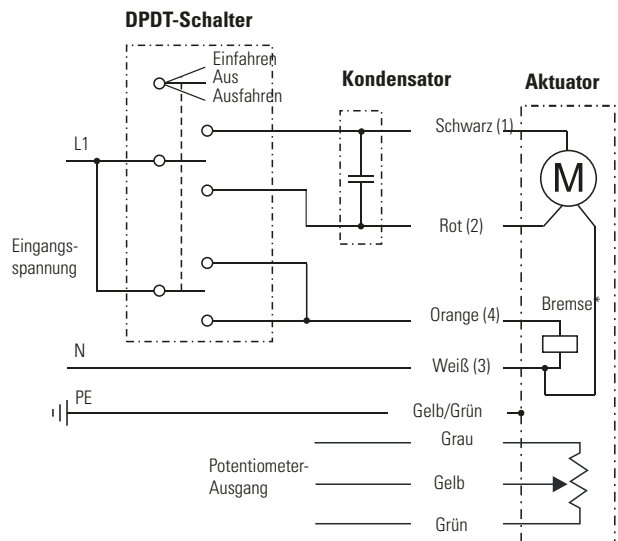 DPDT-Schalter
Einfahren
Aus
Ausfahren
Kondensator
Aktuator
L1
Schwarz (1)
M
Rot (2)
Eingangs-
spannung
Orange (4)
Bremse*
N
Weiß (3)
PE
Gelb/Grün
Grau
Potentiometer-
Ausgang
Gelb
Grün